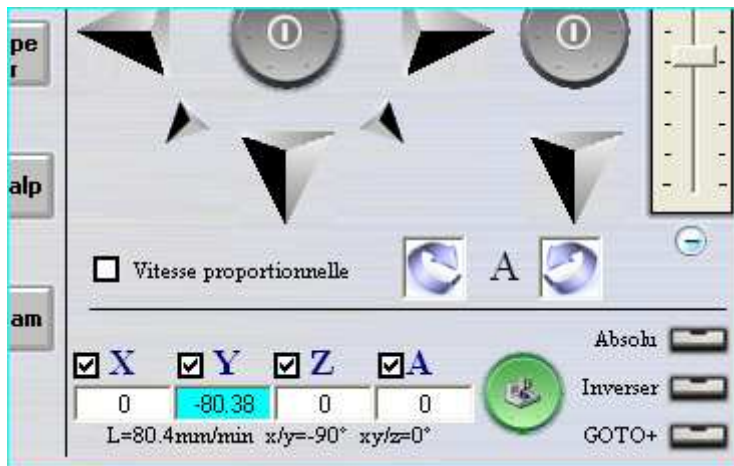 pe
r
alp
Vitesse proportionnelle
A
am
X Y Z A
0 -80.38 0 0
L=80.4mm/min x/y=-90° xy/z=0°
Absolu
Inverser
GOTO+